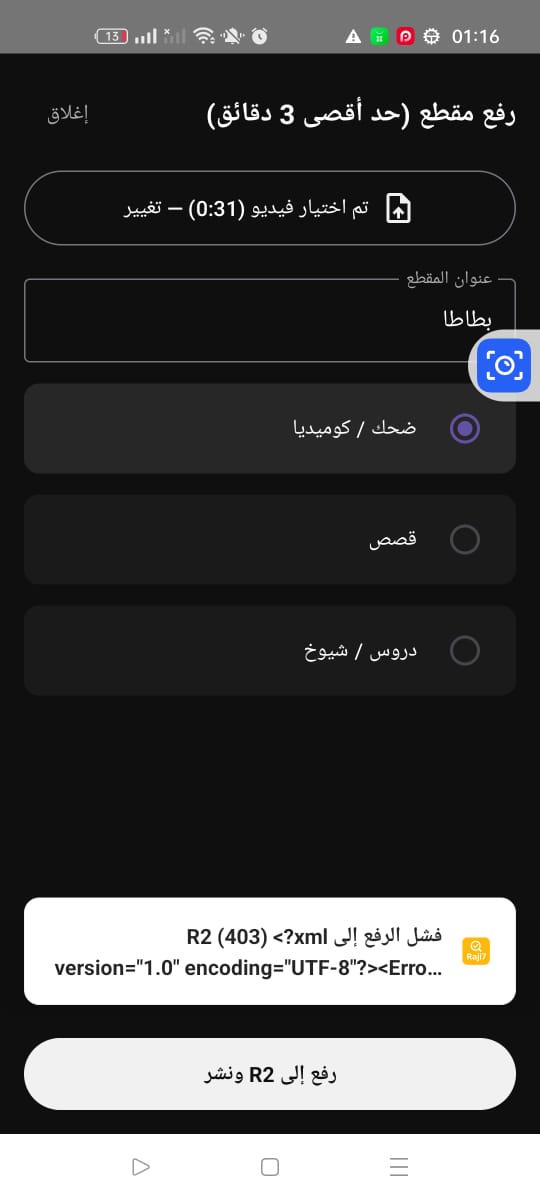 13 01:16
رفع مقطع (حد أقصى 3 دقائق)
إغلاق
تم اختيار فيديو (0:31) – تغيير
عنوان المقطع
بطاطا
ضحك / كوميديا
قصص
دروس / شيوخ
فشل الرفع إلى R2 (403) <?xml
version="1.0" encoding="UTF-8"?><Erro...
Raji7
رفع إلى R2 ونشر